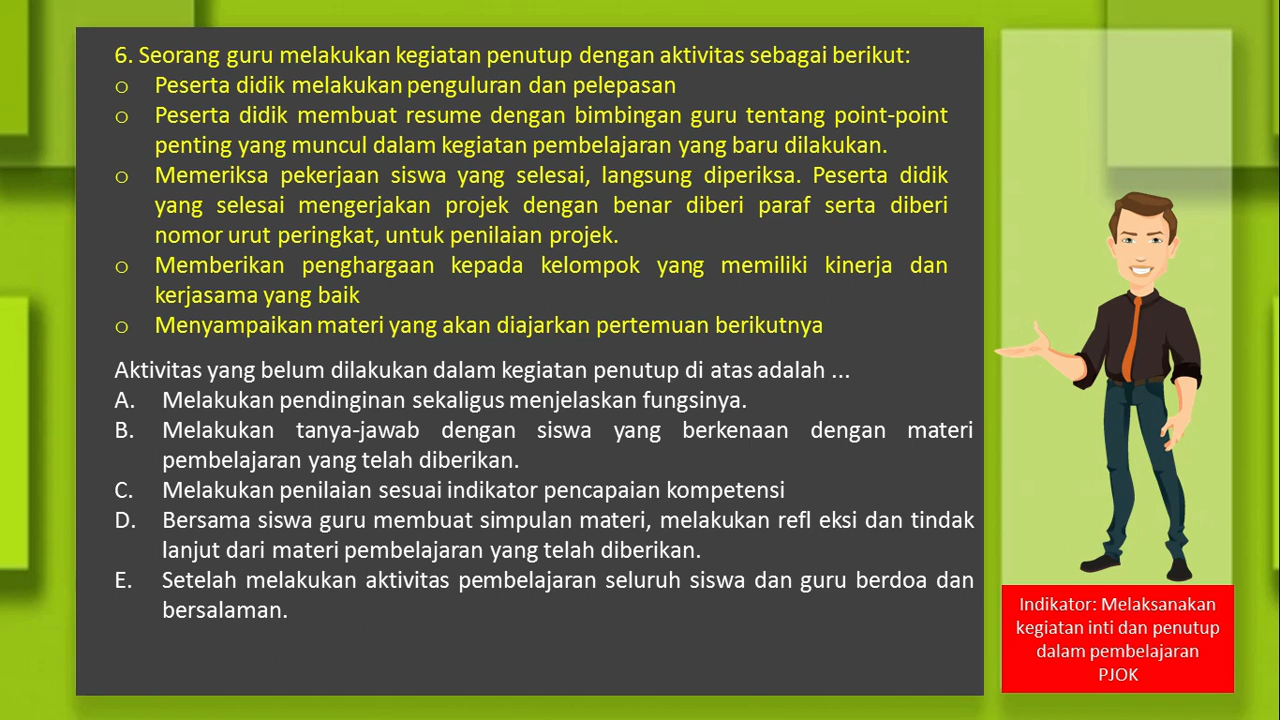 6. Seorang guru melakukan kegiatan penutup dengan aktivitas sebagai berikut:
o Peserta didik melakukan penguluran dan pelepasan
o Peserta didik membuat resume dengan bimbingan guru tentang point-point
penting yang muncul dalam kegiatan pembelajaran yang baru dilakukan.
o Memeriksa pekerjaan siswa yang selesai, langsung diperiksa. Peserta didik
yang selesai mengerjakan projek dengan benar diberi paraf serta diberi
nomor urut peringkat, untuk penilaian projek.
o Memberikan penghargaan kepada kelompok yang memiliki kinerja dan
kerjasama yang baik
o Menyampaikan materi yang akan diajarkan pertemuan berikutnya
Aktivitas yang belum dilakukan dalam kegiatan penutup di atas adalah ...
A. Melakukan pendinginan sekaligus menjelaskan fungsinya.
B. Melakukan tanya-jawab dengan siswa yang berkenaan dengan materi
pembelajaran yang telah diberikan.
C. Melakukan penilaian sesuai indikator pencapaian kompetensi
D. Bersama siswa guru membuat simpulan materi, melakukan refl eksi dan tindak
lanjut dari materi pembelajaran yang telah diberikan.
E. Setelah melakukan aktivitas pembelajaran seluruh siswa dan guru berdoa dan
bersalaman.
Indikator: Melaksanakan
kegiatan inti dan penutup
dalam pembelajaran
PJOK